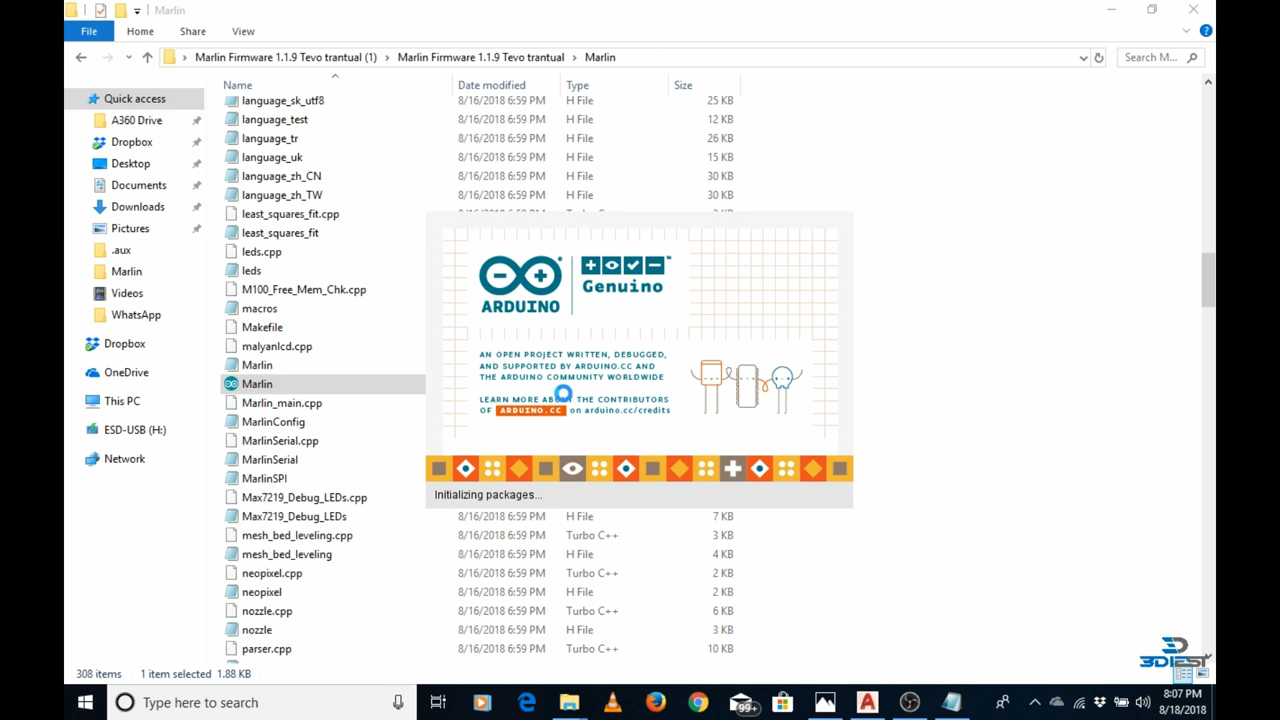 Marlin
File Home Share View
Marlin Firmware 1.1.9 Tevo trantual (1) Marlin Firmware 1.1.9 Tevo trantual Marlin
Search M...
Name Date modified Type Size
Quick access
A360 Drive
Dropbox
Desktop
Documents
Downloads
Pictures
.aux
Marlin
Videos
WhatsApp
Dropbox
OneDrive
This PC
ESD-USB (H:)
Network
language_sk_utf8 8/16/2018 6:59 PM H File 25 KB
language_test 8/16/2018 6:59 PM H File 12 KB
language_tr 8/16/2018 6:59 PM H File 26 KB
language_uk 8/16/2018 6:59 PM H File 15 KB
language_zh_CN 8/16/2018 6:59 PM H File 30 KB
language_zh_TW 8/16/2018 6:59 PM H File 30 KB
least_squares_fit.cpp
least_squares_fit
leds.cpp
leds
M100_Free_Mem_Chk.cpp
macros
Makefile
malyanlcd.cpp
Marlin
Marlin
Marlin_main.cpp
MarlinConfig
MarlinSerial.cpp
MarlinSerial
MarlinSPI
Max7219_Debug_LEDs.cpp
Max7219_Debug_LEDs 8/16/2018 6:59 PM H File 7 KB
mesh_bed_leveling.cpp 8/16/2018 6:59 PM Turbo C++ 3 KB
mesh_bed_leveling 8/16/2018 6:59 PM H File 4 KB
neopixel.cpp 8/16/2018 6:59 PM Turbo C++ 2 KB
neopixel 8/16/2018 6:59 PM H File 2 KB
nozzle.cpp 8/16/2018 6:59 PM Turbo C++ 6 KB
nozzle 8/16/2018 6:59 PM H File 3 KB
parser.cpp 8/16/2018 6:59 PM Turbo C++ 10 KB
ARDUINO
Genuino
AN OPEN PROJECT WRITTEN, DEBUGGED,
AND SUPPORTED BY ARDUINO.CC AND
THE ARDUINO COMMUNITY WORLDWIDE
LEARN MORE ABOUT THE CONTRIBUTORS
OF ARDUINO.CC on arduino.cc/credits
Initializing packages...
308 items 1 item selected 1.88 KB
3DIEST
Type here to search
99+
8:07 PM
8/18/2018